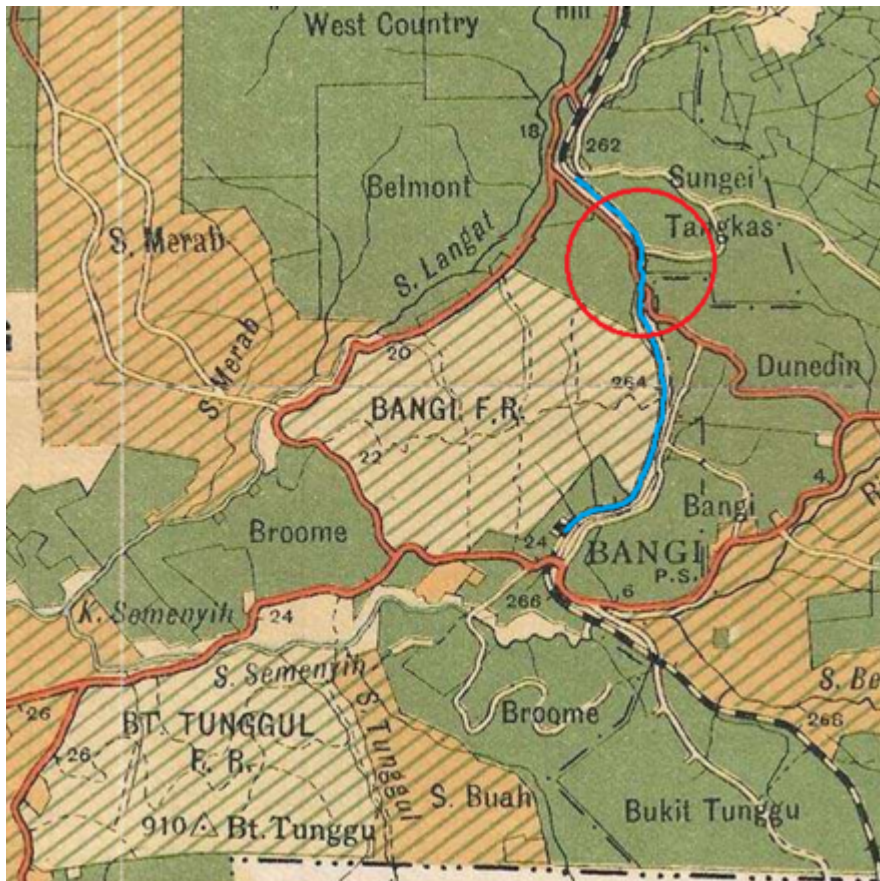 West Country
Hill
18
262
Belmont
Sungei
Tangkas
S. Merab
S. Langat
20
S. Merab
264
Dunedin
BANGI F.R.
22
4
Bangi
Broome
24
BANGI
P.S.
6
266
K. Semenyih
24
S. Semenyih
S. Be
26
BT. TUNGGUL
F. R.
S. Tunggul
Broome
268
26
S. Buah
Bukit Tunggu
910 Bt. Tunggu